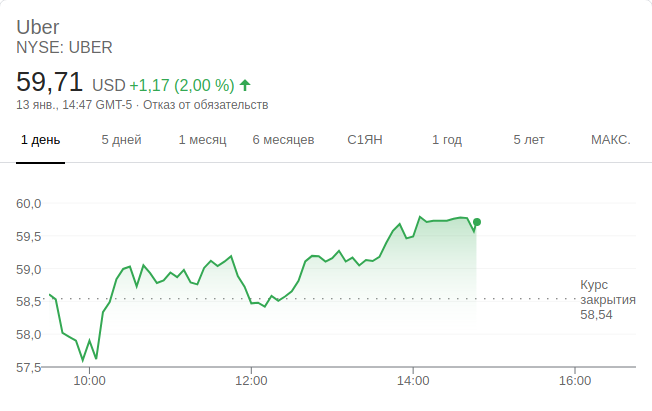 Uber
NYSE: UBER
59,71 USD +1,17 (2,00 %)
13 янв., 14:47 GMT-5 · Отказ от обязательств
1 день 5 дней 1 месяц 6 месяцев С1ЯН 1 год 5 лет МАКС.
60,0
59,5
59,0
58,5
58,0
57,5
Курс
закрытия
58,54
10:00 12:00 14:00 16:00